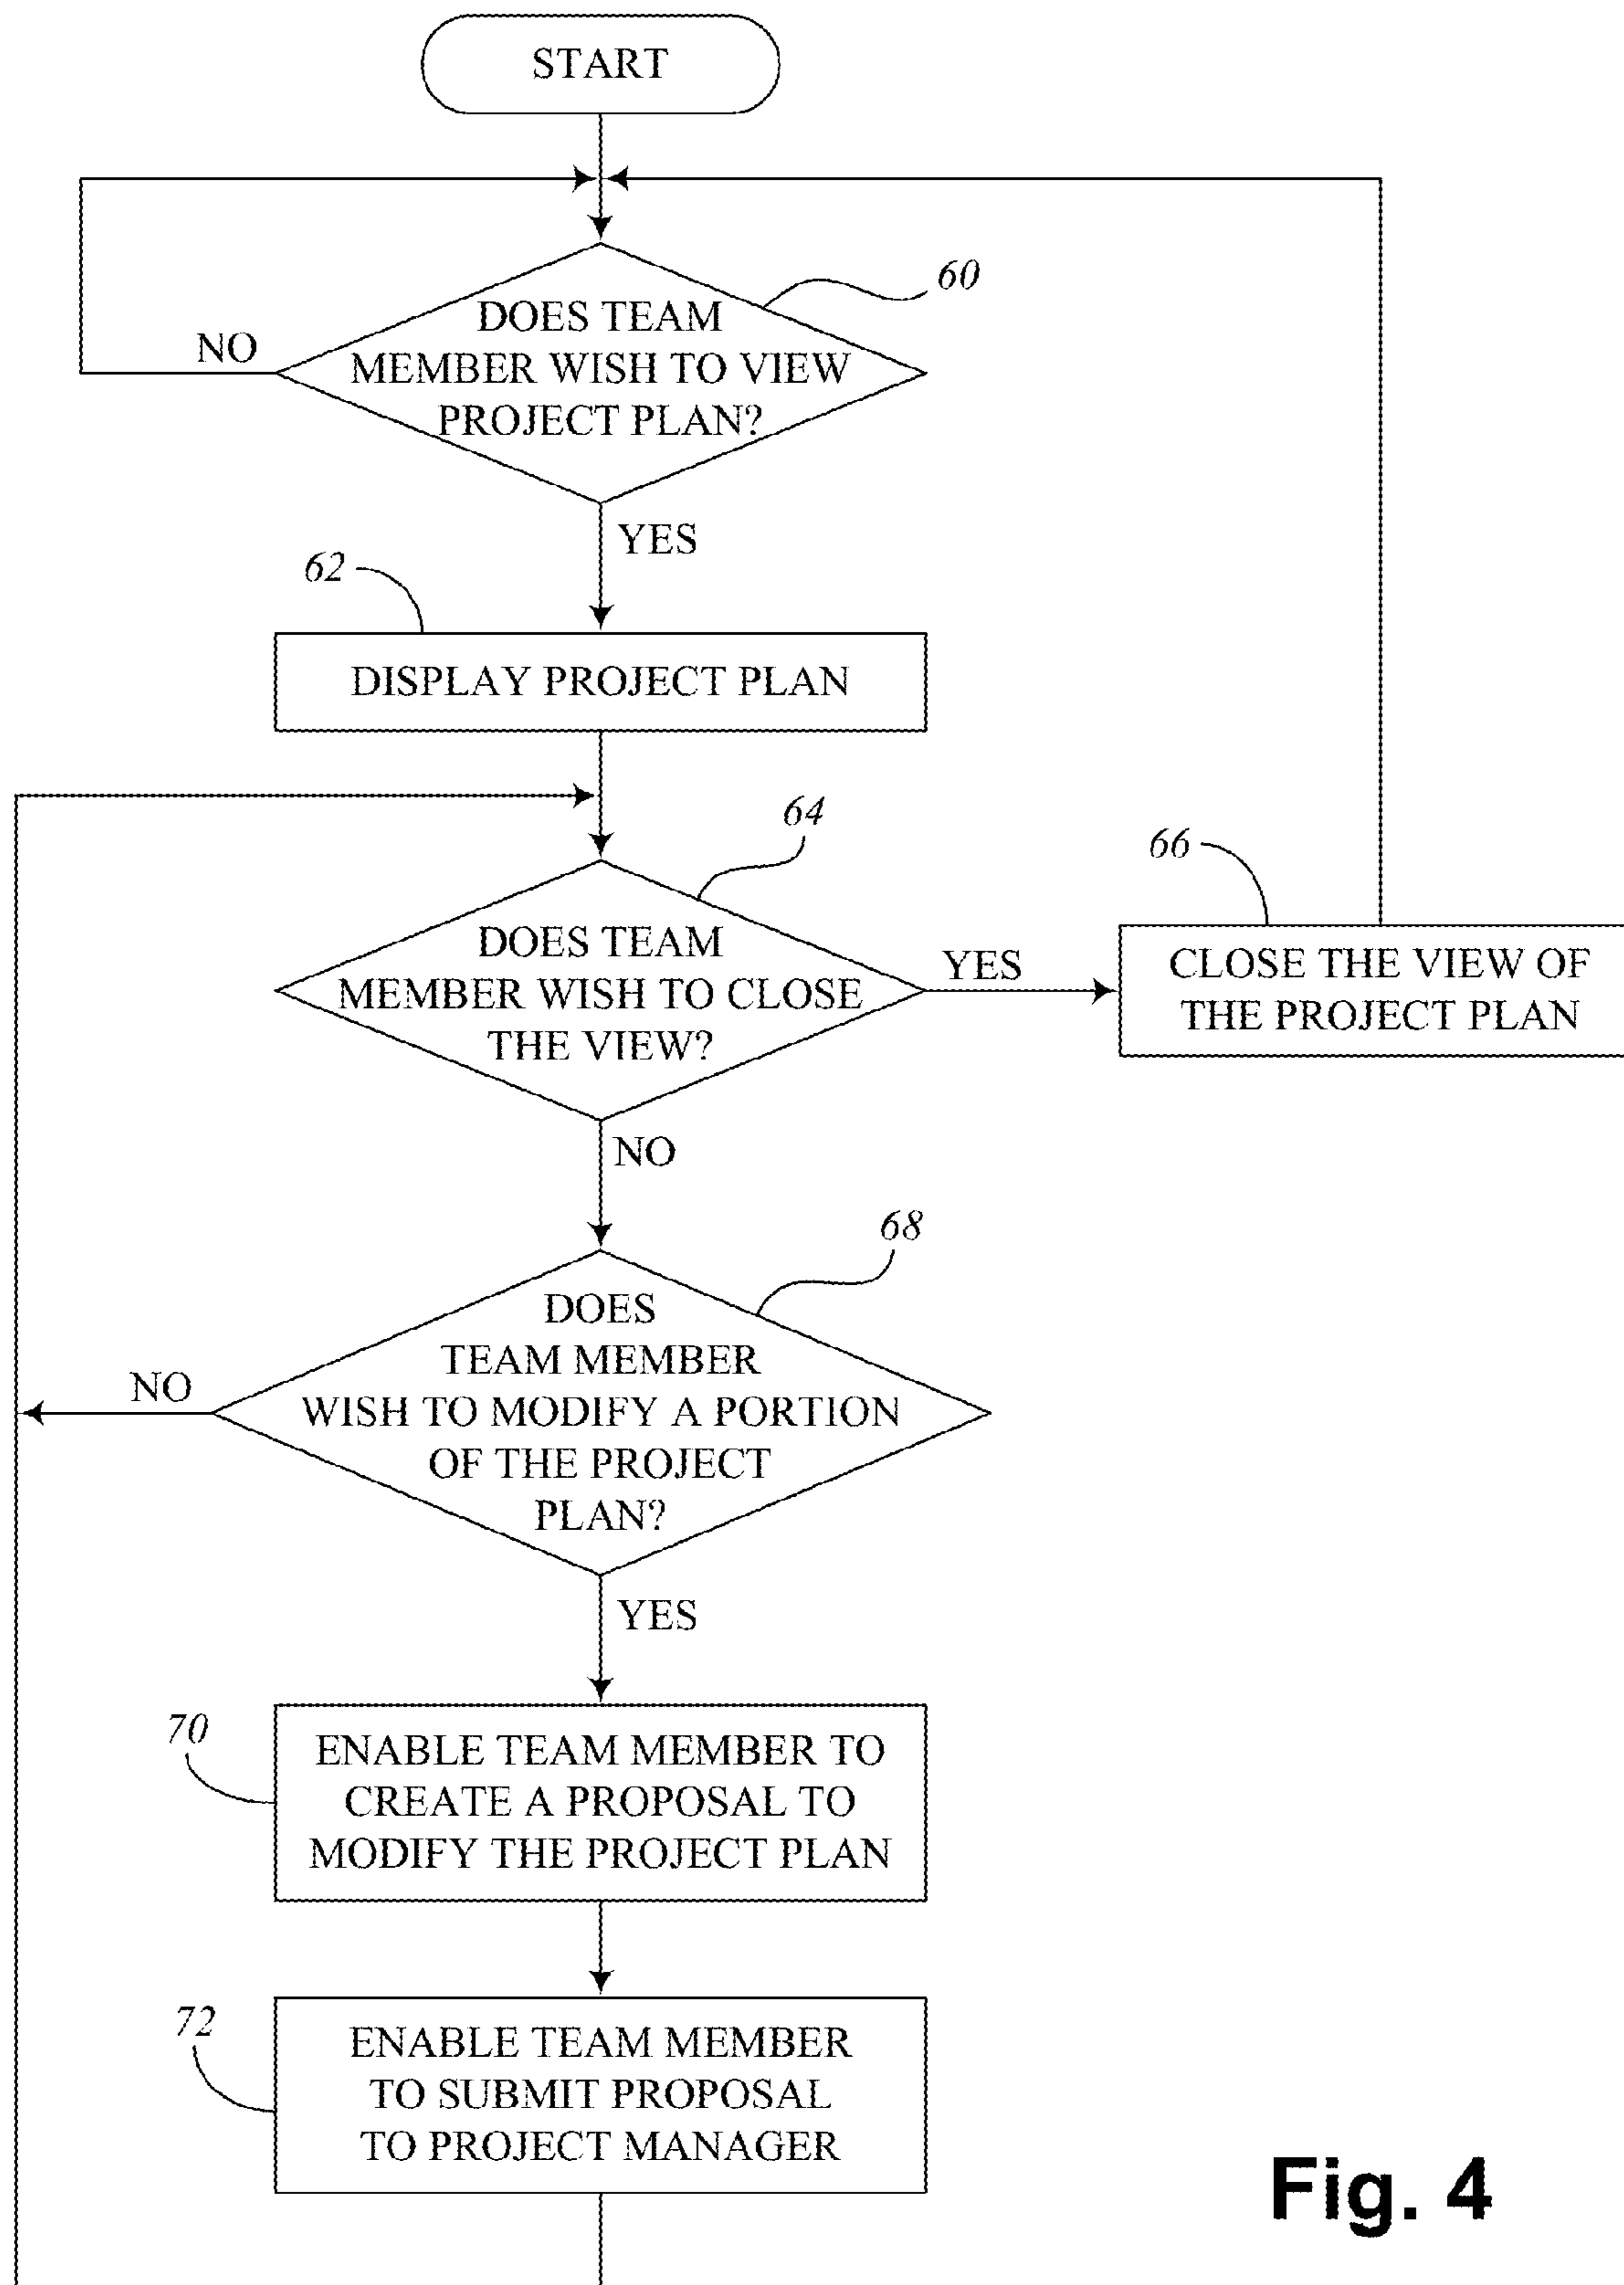 START
60
DOES TEAM
MEMBER WISH TO VIEW
PROJECT PLAN?
NO
YES
62
DISPLAY PROJECT PLAN
64
DOES TEAM
MEMBER WISH TO CLOSE
THE VIEW?
YES
66
CLOSE THE VIEW OF
THE PROJECT PLAN
NO
68
DOES
TEAM MEMBER
WISH TO MODIFY A PORTION
OF THE PROJECT
PLAN?
NO
YES
70
ENABLE TEAM MEMBER TO
CREATE A PROPOSAL TO
MODIFY THE PROJECT PLAN
72
ENABLE TEAM MEMBER
TO SUBMIT PROPOSAL
TO PROJECT MANAGER
Fig. 4